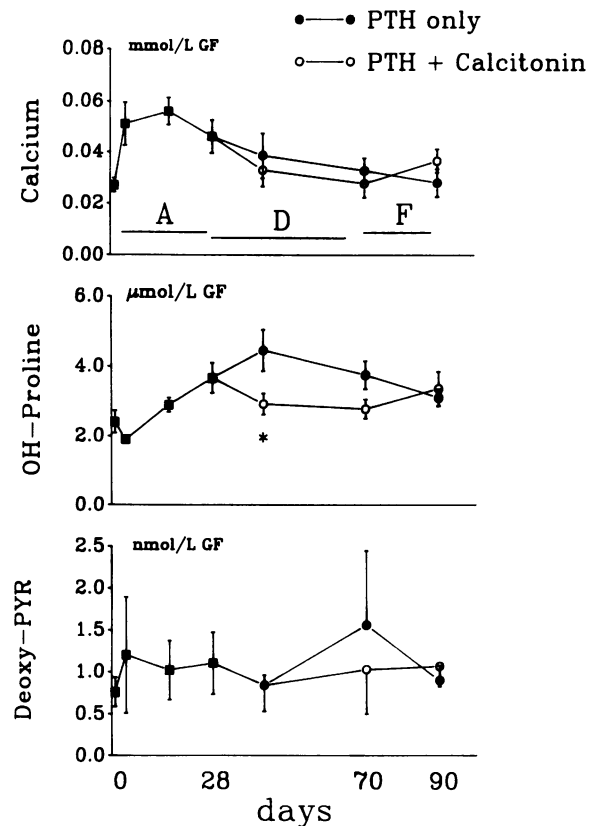 PTH only
PTH + Calcitonin
mmol/L GF
0.08
0.06
0.04
0.02
0.00
Calcium
A
D
F
μmol/L GF
6.0
4.0
2.0
0.0
OH-Proline
*
nmol/L GF
2.5
2.0
1.5
1.0
0.5
0.0
Deoxy-PYR
0 28 70 90
days